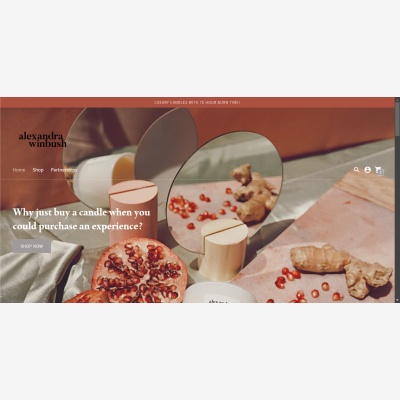 LUXURY CANDLES WITH 70 HOUR BURN TIME!
alexandra
winbush
Home Shop Partnerships
Why just buy a candle when you
could purchase an experience?
SHOP NOW